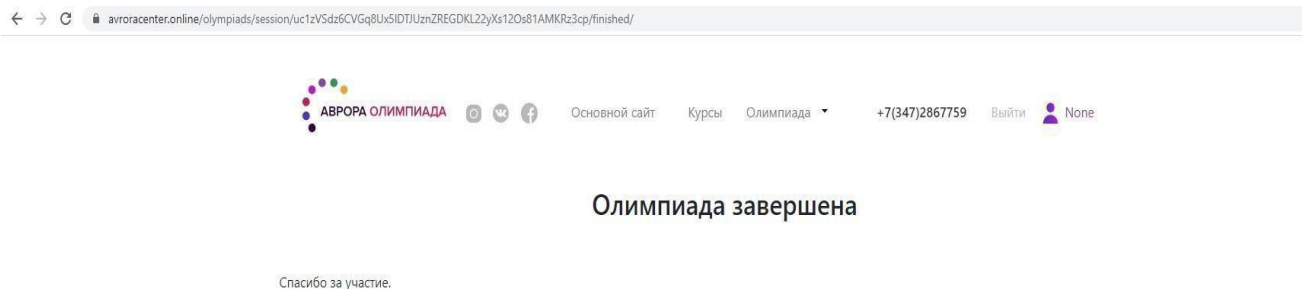 avroracenter.online/olympiads/session/uc1zVSdz6CVGq8Ux5IDTJUznZREGDKL22yXs12Os81AMKRz3cp/finished/
АВРОРА ОЛИМПИАДА Основной сайт Курсы Олимпиада +7(347)2867759 Выйти None
Олимпиада завершена
Спасибо за участие.